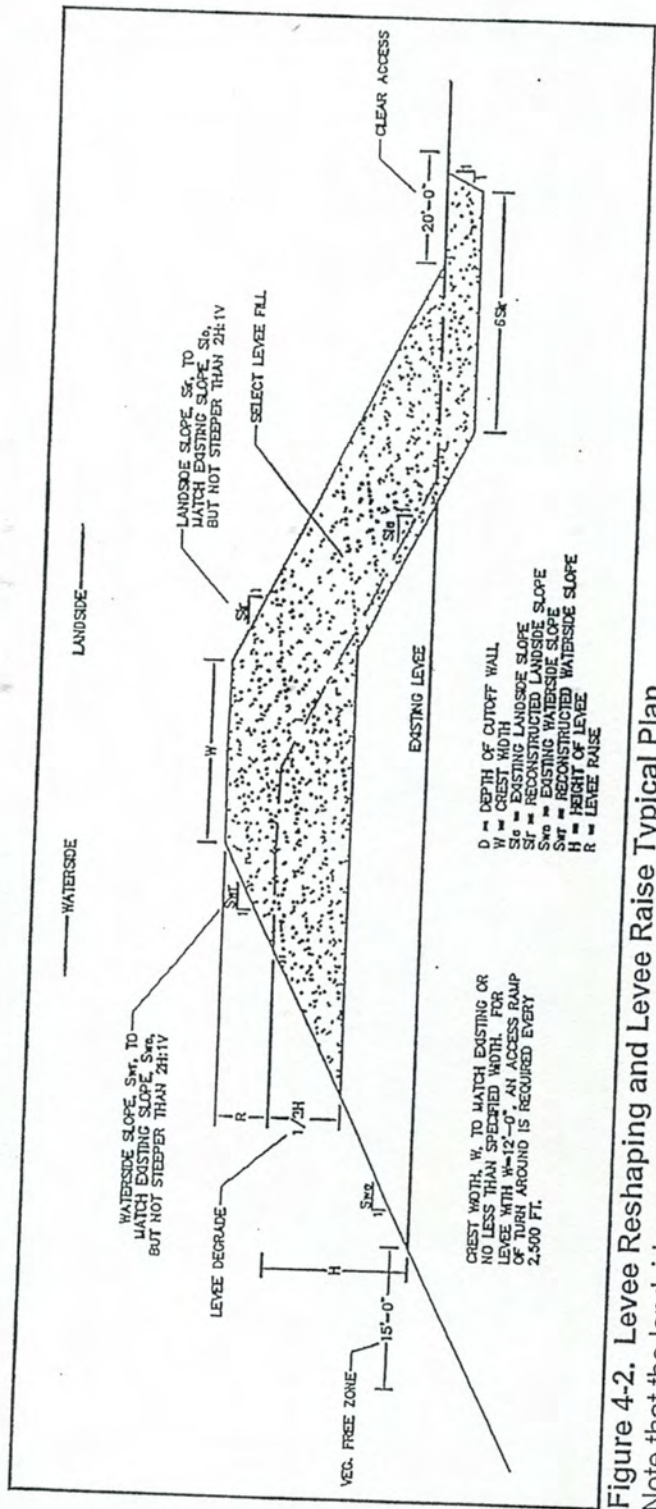 WATERSIDE
LANDSIDE
WATERSIDE SLOPE, Swr, TO
MATCH EXISTING SLOPE, Swo,
BUT NOT STEEPER THAN 2H:1V
LANDSIDE SLOPE, Slr, TO
MATCH EXISTING SLOPE, Slo,
BUT NOT STEEPER THAN 2H:1V
Swr
1
W
Slr
1
SELECT LEVEE FILL
CLEAR ACCESS
20'-0"
R
LEVEE DEGRADE
1/2H
Slo
1
1
6Slr
VEG. FREE ZONE
15'-0"
H
Swo
1
EXISTING LEVEE
CREST WIDTH, W, TO MATCH EXISTING OR
NO LESS THAN SPECIFIED WIDTH. FOR
LEVEE WITH W=12'-0", AN ACCESS RAMP
OF TURN AROUND IS REQUIRED EVERY
2,500 FT.
D = DEPTH OF CUTOFF WALL
W = CREST WIDTH
Slo = EXISTING LANDSIDE SLOPE
Slr = RECONSTRUCTED LANDSIDE SLOPE
Swo = EXISTING WATERSIDE SLOPE
Swr = RECONSTRUCTED WATERSIDE SLOPE
H = HEIGHT OF LEVEE
R = LEVEE RAISE
Figure 4-2. Levee Reshaping and Levee Raise Typical Plan
Note that the